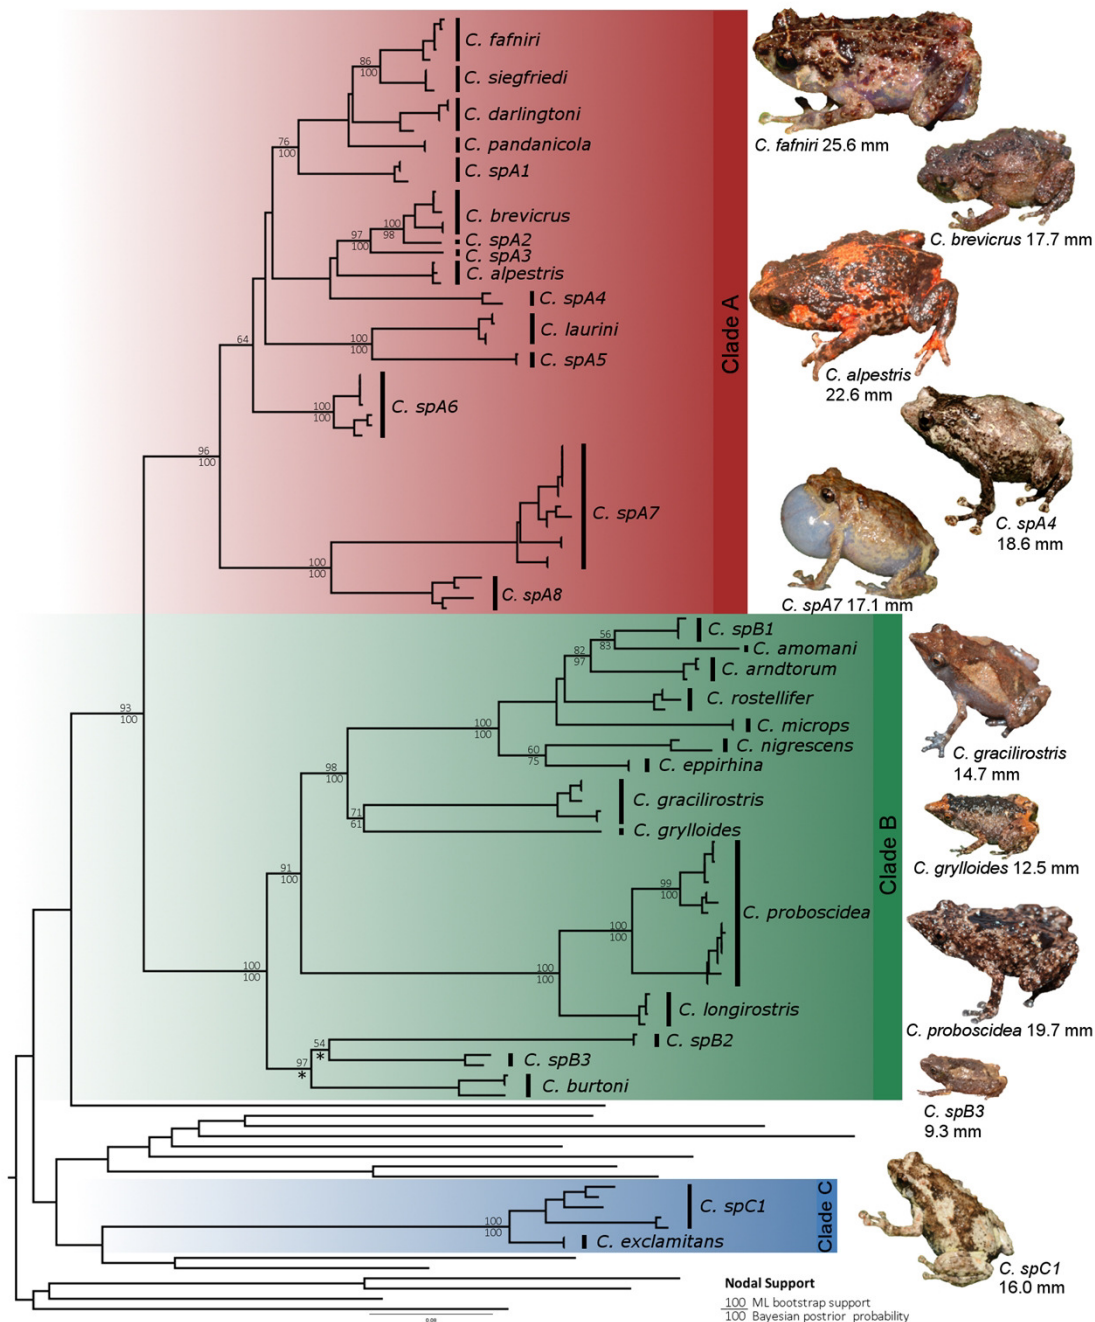 86
100
C. fafniri
C. siegfriedi
C. darlingtoni
76
100
C. pandanicola
C. spA1
C. brevicrus
100
98
C. spA2
97
100
C. spA3
C. alpestris
C. spA4
C. laurini
64
100
100
C. spA5
100
100
C. spA6
96
100
C. spA7
100
100
C. spA8
Clade A
C. fafniri 25.6 mm
C. brevicrus 17.7 mm
C. alpestris
22.6 mm
C. spA4
18.6 mm
C. spA7 17.1 mm
93
100
56
83
C. spB1
C. amomani
82
97
C. arndtorum
C. rostellifer
100
100
C. microps
60
75
C. nigrescens
C. eppirhina
98
100
C. gracilirostris
71
61
C. grylloides
91
100
99
100
C. proboscidea
100
100
100
100
C. longirostris
100
100
54
*
C. spB2
97
*
C. spB3
C. burtoni
Clade B
C. gracilirostris
14.7 mm
C. grylloides 12.5 mm
C. proboscidea 19.7 mm
C. spB3
9.3 mm
100
100
C. spC1
C. exclamitans
Clade C
C. spC1
16.0 mm
Nodal Support
100 ML bootstrap support
100 Bayesian posterior probability
0.08